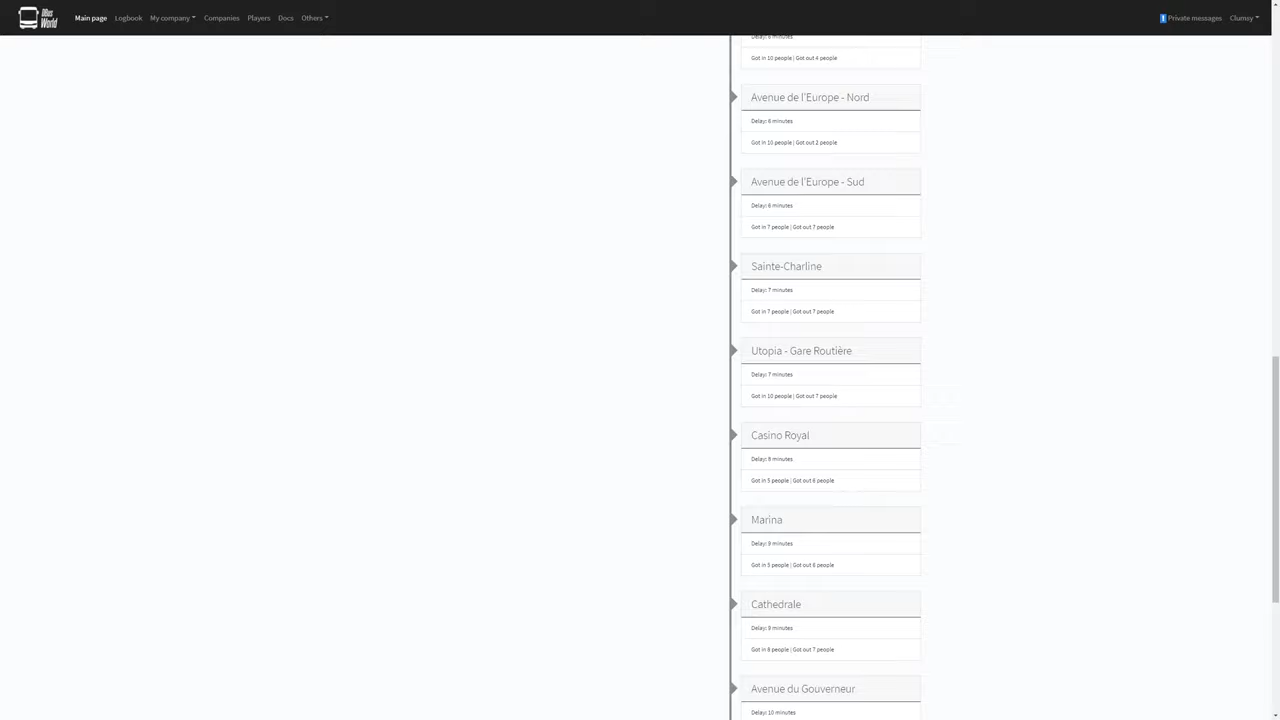 Bus World
Main page Logbook My company Companies Players Docs Others
Private messages Clumsy
Delay: 6 minutes
Got in 10 people | Got out 4 people
Avenue de l'Europe - Nord
Delay: 6 minutes
Got in 10 people | Got out 2 people
Avenue de l'Europe - Sud
Delay: 6 minutes
Got in 7 people | Got out 7 people
Sainte-Charline
Delay: 7 minutes
Got in 7 people | Got out 7 people
Utopia - Gare Routière
Delay: 7 minutes
Got in 10 people | Got out 7 people
Casino Royal
Delay: 8 minutes
Got in 5 people | Got out 6 people
Marina
Delay: 9 minutes
Got in 5 people | Got out 8 people
Cathedrale
Delay: 9 minutes
Got in 8 people | Got out 7 people
Avenue du Gouverneur
Delay: 10 minutes